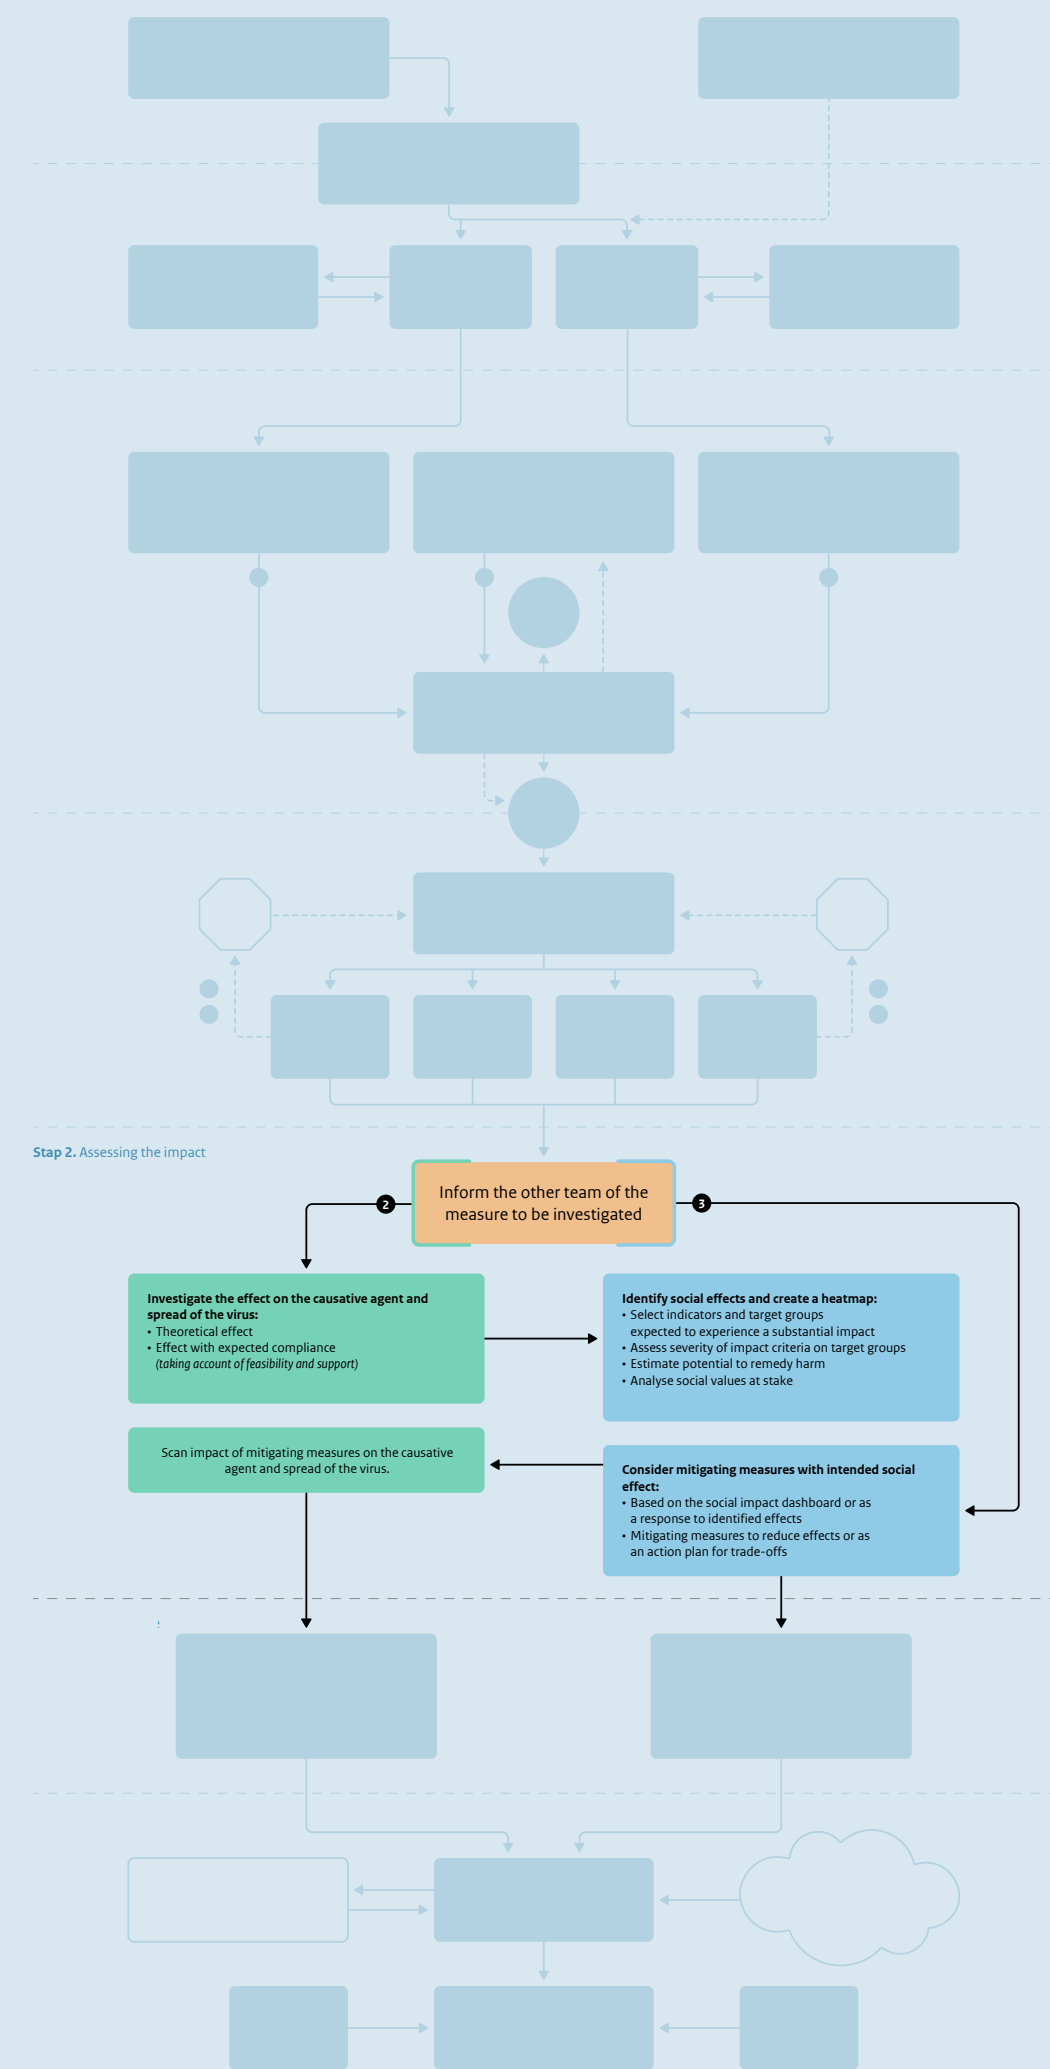 Stap 2. Assessing the impact
Inform the other team of the
measure to be investigated
2
3
Investigate the effect on the causative agent and
spread of the virus:
• Theoretical effect
• Effect with expected compliance
(taking account of feasibility and support)
Identify social effects and create a heatmap:
• Select indicators and target groups
expected to experience a substantial impact
• Assess severity of impact criteria on target groups
• Estimate potential to remedy harm
• Analyse social values at stake
Scan impact of mitigating measures on the causative
agent and spread of the virus.
Consider mitigating measures with intended social
effect:
• Based on the social impact dashboard or as
a response to identified effects
• Mitigating measures to reduce effects or as
an action plan for trade-offs